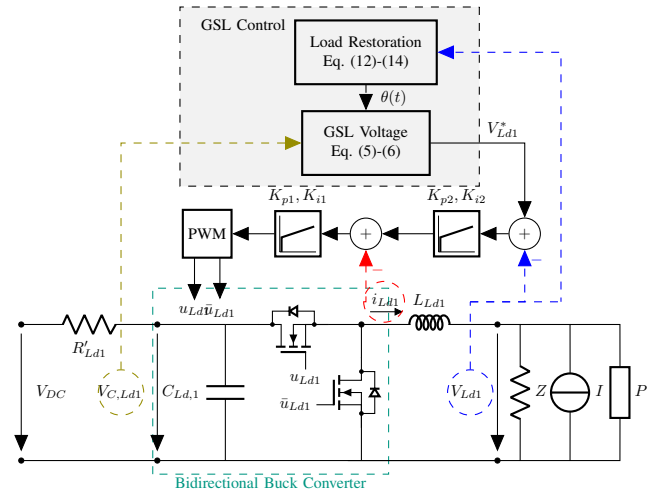 GSL Control
Load Restoration
Eq. (12)-(14)
θ(t)
GSL Voltage
Eq. (5)-(6)
V*Ld1
Kp1, Ki1
Kp2, Ki2
PWM
+
+
−
−
uLd1
ūLd1
iLd1
LLd1
R′Ld1
uLd1
VDC
VC,Ld1
CLd,1
VLd1
Z
I
P
ūLd1
Bidirectional Buck Converter